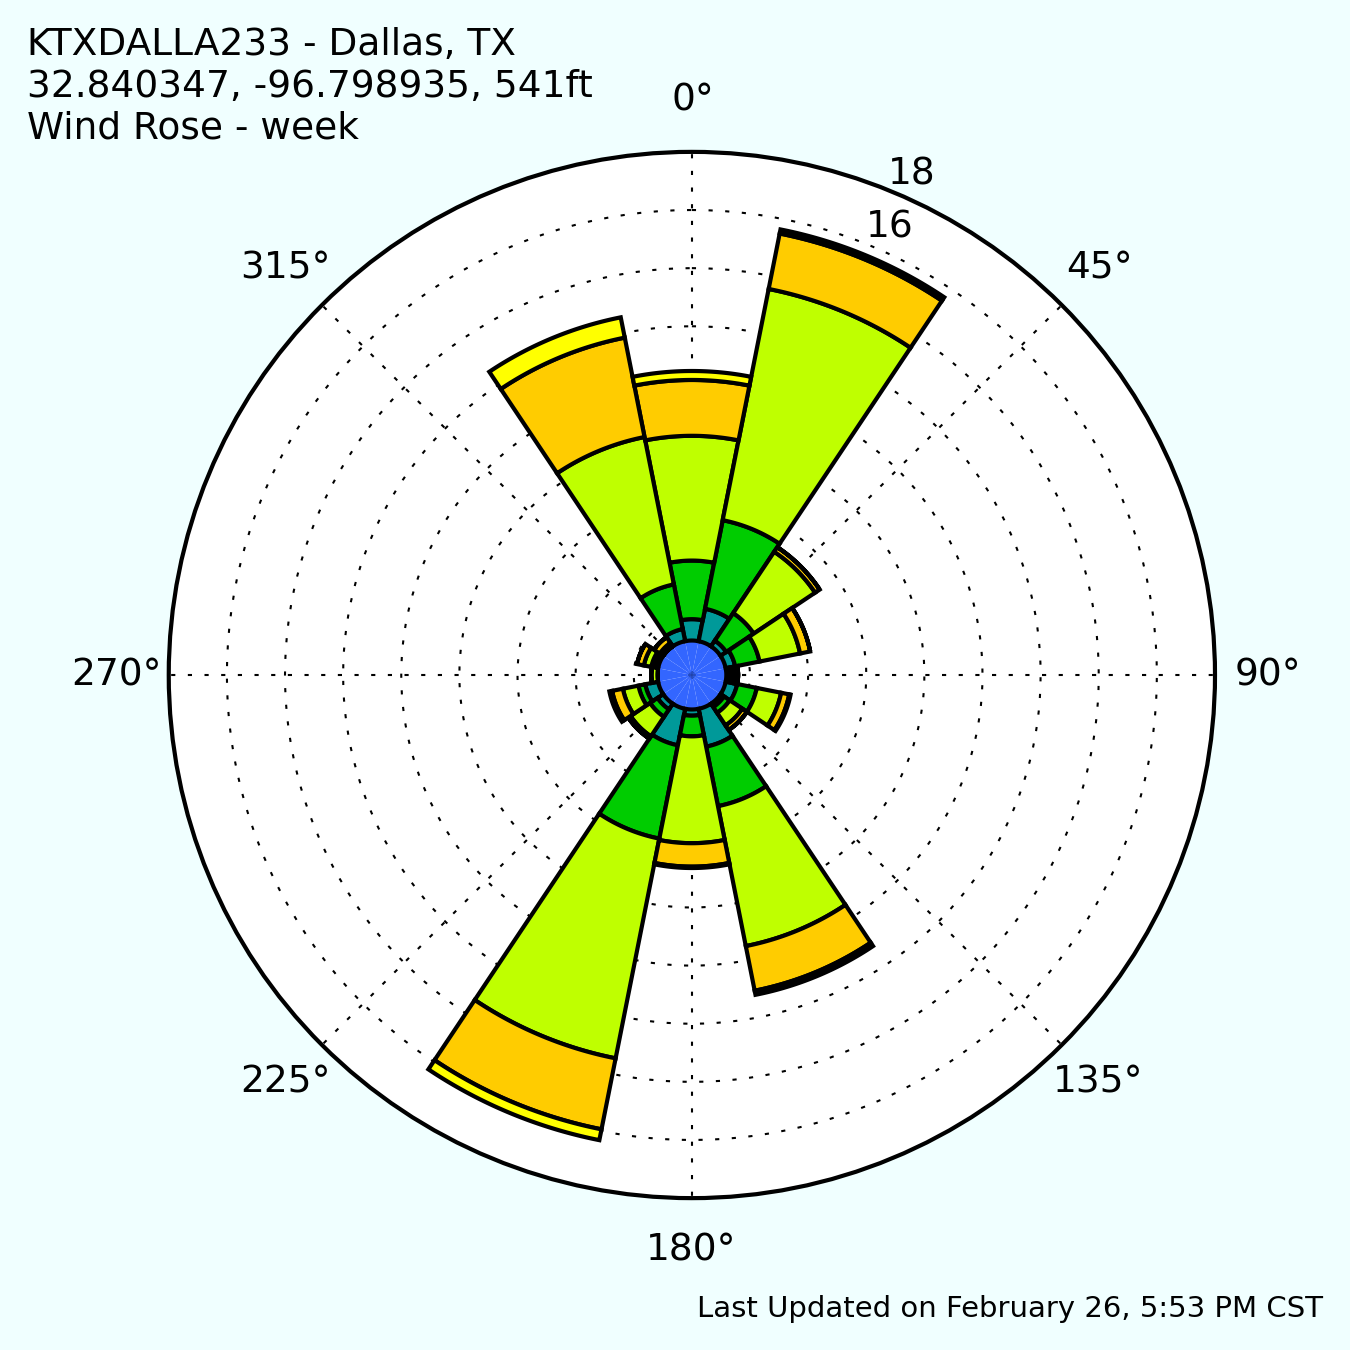 KTXDALLA233 - Dallas, TX
32.840347, -96.798935, 541ft
Wind Rose - week
0°
18
16
315°
45°
270°
90°
225°
135°
180°
Last Updated on February 26, 5:53 PM CST